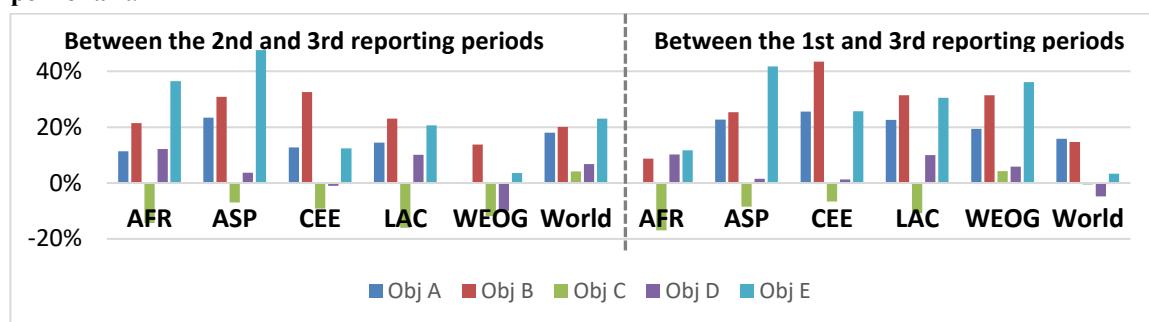 Between the 2nd and 3rd reporting periods
Between the 1st and 3rd reporting periods
40%
20%
0%
-20%
AFR ASP CEE LAC WEOG World
AFR ASP CEE LAC WEOG World
Obj A Obj B Obj C Obj D Obj E